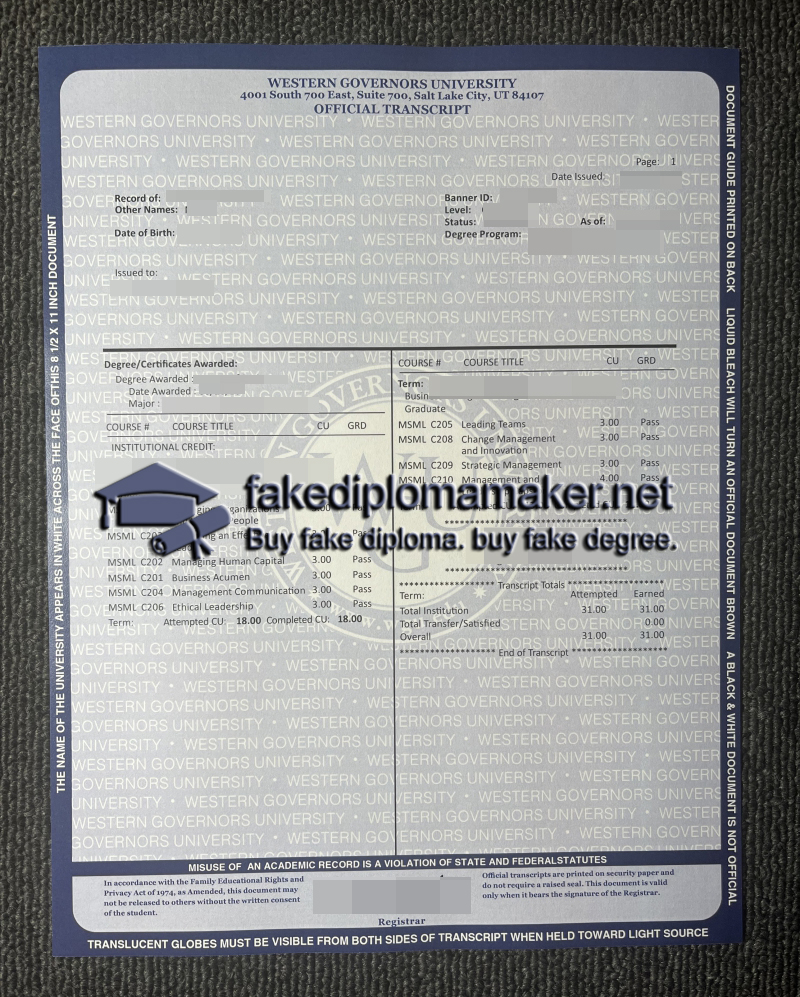 WESTERN GOVERNORS UNIVERSITY
4001 South 700 East, Suite 700, Salt Lake City, UT 84107
OFFICIAL TRANSCRIPT
Page: 1
Date Issued:
Record of:
Other Names:
Date of Birth:
Issued to:
Banner ID:
Level:
Status:
As of:
Degree Program:
Degree/Certificates Awarded:
Degree Awarded :
Date Awarded :
Major :
COURSE # COURSE TITLE CU GRD
INSTITUTIONAL CREDIT:
MSML C202 Managing Human Capital 3.00 Pass
MSML C201 Business Acumen 3.00 Pass
MSML C204 Management Communication 3.00 Pass
MSML C206 Ethical Leadership 3.00 Pass
Term: Attempted CU: 18.00 Completed CU: 18.00
COURSE # COURSE TITLE CU GRD
Term:
Graduate
MSML C205 Leading Teams 3.00 Pass
MSML C208 Change Management 3.00 Pass
and Innovation
MSML C209 Strategic Management 3.00 Pass
MSML C210 Management and 4.00 Pass
fakediplomamaker.net
Buy fake diploma. buy fake degree.
******************** Transcript Totals ********************
Term: Attempted Earned
Total Institution 31.00 31.00
Total Transfer/Satisfied 0.00
Overall 31.00 31.00
******************** End of Transcript ********************
MISUSE OF AN ACADEMIC RECORD IS A VIOLATION OF STATE AND FEDERALSTATUTES
In accordance with the Family Educational Rights and
Privacy Act of 1974, as Amended, this document may
not be released to others without the written consent
of the student.
Registrar
Official transcripts are printed on security paper and
do not require a raised seal. This document is valid
only when it bears the signature of the Registrar.
TRANSLUCENT GLOBES MUST BE VISIBLE FROM BOTH SIDES OF TRANSCRIPT WHEN HELD TOWARD LIGHT SOURCE
THE NAME OF THE UNIVERSITY APPEARS IN WHITE ACROSS THE FACE OFTHIS 8 1/2 X 11 INCH DOCUMENT
DOCUMENT GUIDE PRINTED ON BACK LIQUID BLEACH WILL TURN AN OFFICIAL DOCUMENT BROWN A BLACK & WHITE DOCUMENT IS NOT OFFICIAL